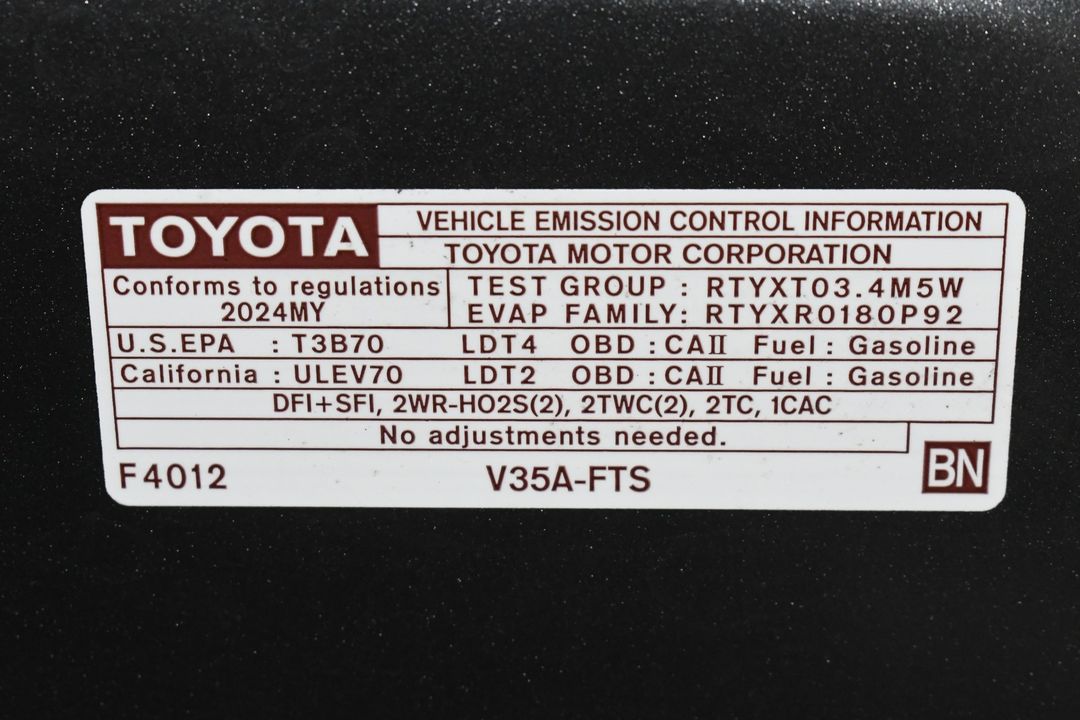 TOYOTA VEHICLE EMISSION CONTROL INFORMATION
TOYOTA MOTOR CORPORATION
Conforms to regulations
2024MY
TEST GROUP : RTYXT03.4M5W
EVAP FAMILY: RTYXR0180P92
U.S.EPA : T3B70 LDT4 OBD : CAⅡ Fuel : Gasoline
California : ULEV70 LDT2 OBD : CAⅡ Fuel : Gasoline
DFI+SFI, 2WR-HO2S(2), 2TWC(2), 2TC, 1CAC
No adjustments needed.
F4012 V35A-FTS BN